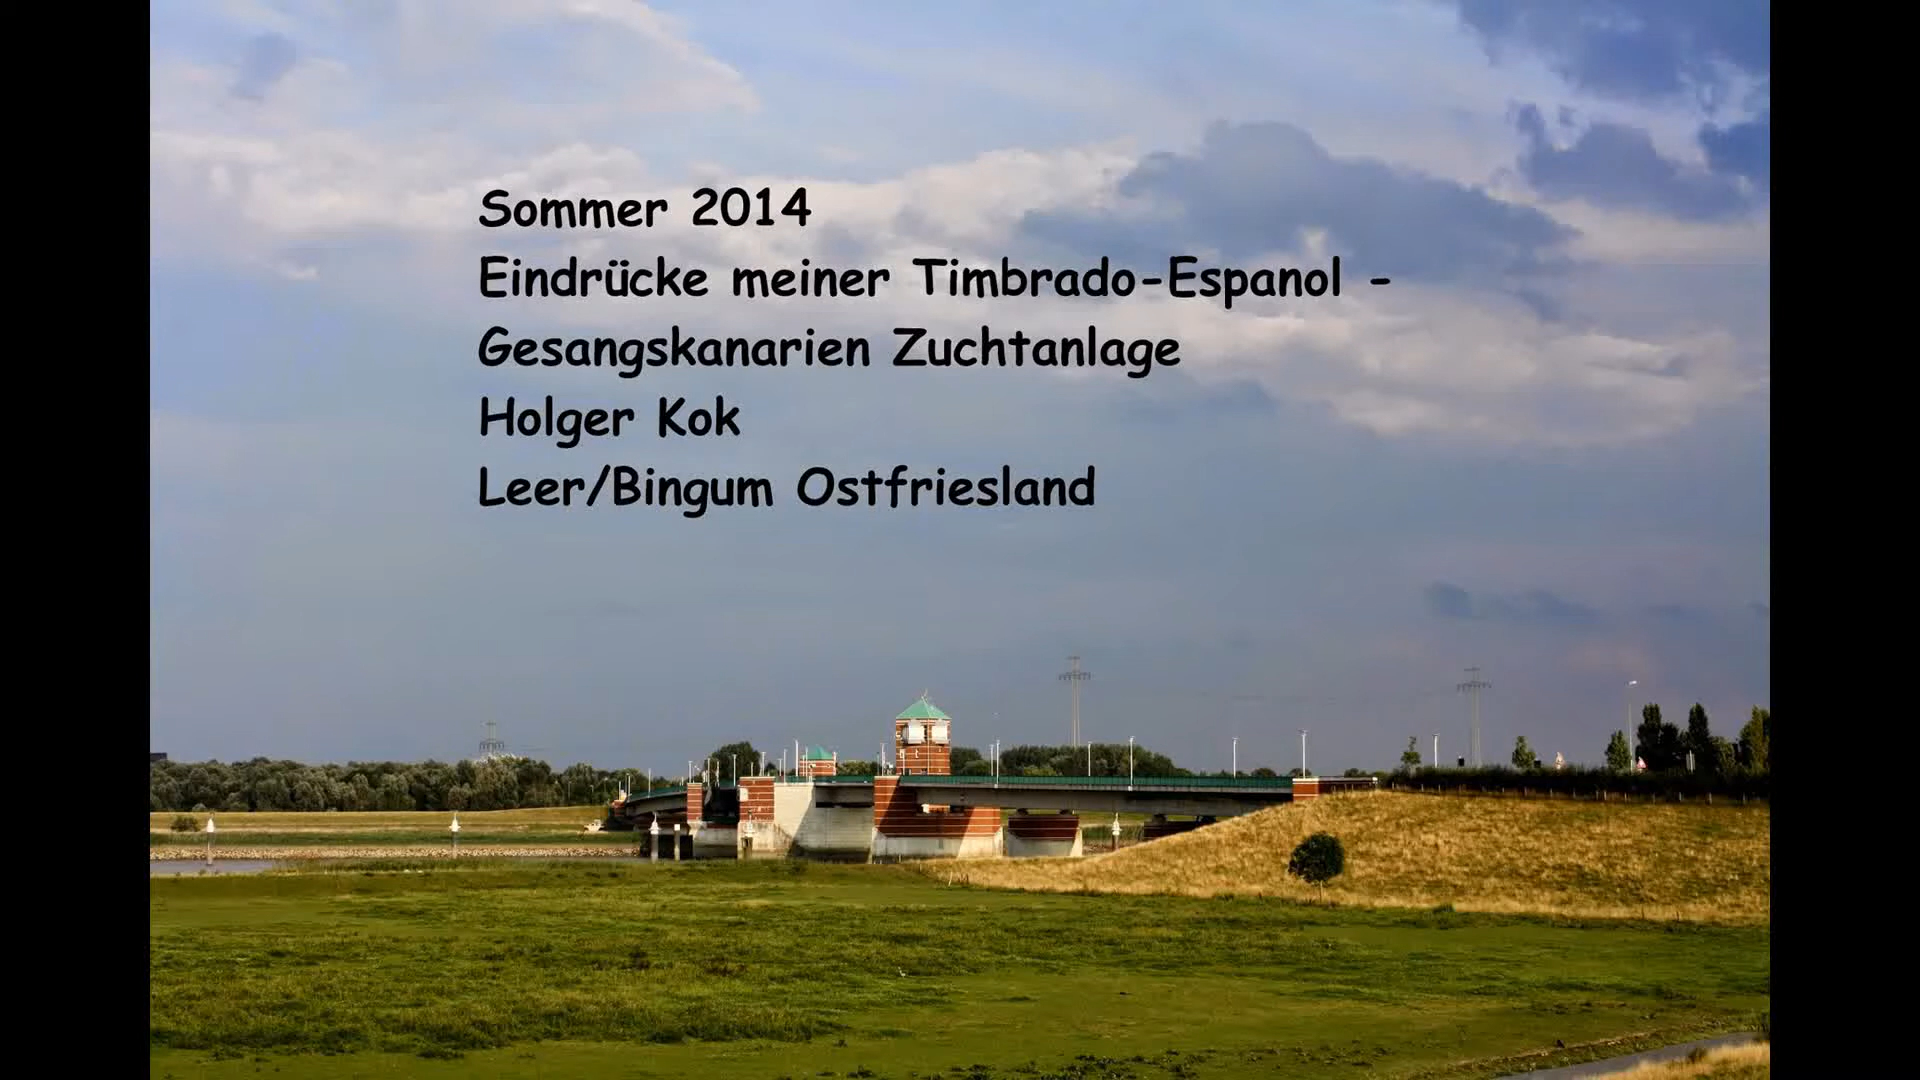 Sommer 2014
Eindrücke meiner Timbrado-Espanol -
Gesangskanarien Zuchtanlage
Holger Kok
Leer/Bingum Ostfriesland